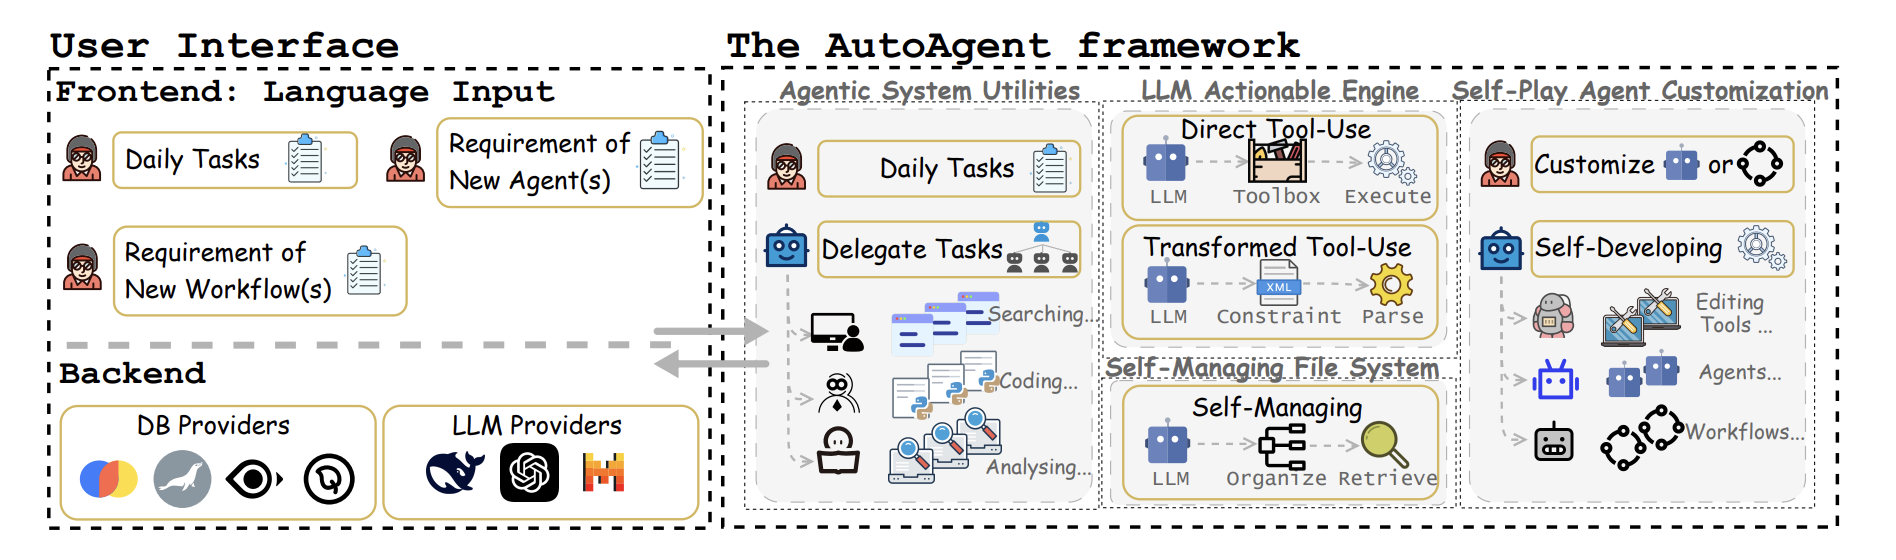 User Interface
Frontend: Language Input
Daily Tasks
Requirement of
New Agent(s)
Requirement of
New Workflow(s)
Backend
DB Providers
LLM Providers
The AutoAgent framework
Agentic System Utilities
Daily Tasks
Delegate Tasks
Searching...
Coding...
Analysing...
LLM Actionable Engine
Direct Tool-Use
LLM
Toolbox
Execute
Transformed Tool-Use
XML
LLM
Constraint
Parse
Self-Managing File System
Self-Managing
LLM
Organize
Retrieve
Self-Play Agent Customization
Customize or
Self-Developing
Editing
Tools ...
Agents...
Workflows...